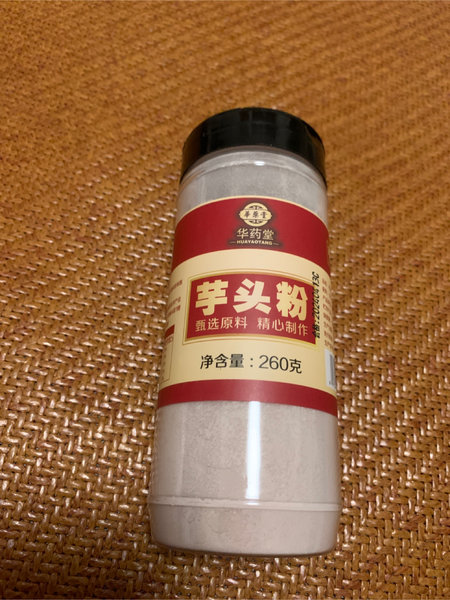 華藥堂
华药堂
HUAYAOTANG
芋头粉
甄选原料 精心制作
净含量：260克